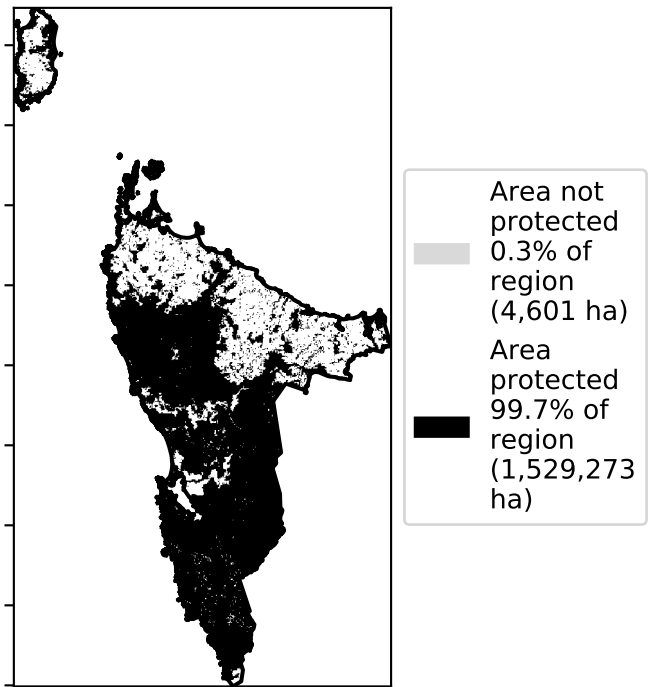 Area not
protected
0.3% of
region
(4,601 ha)
Area
protected
99.7% of
region
(1,529,273
ha)